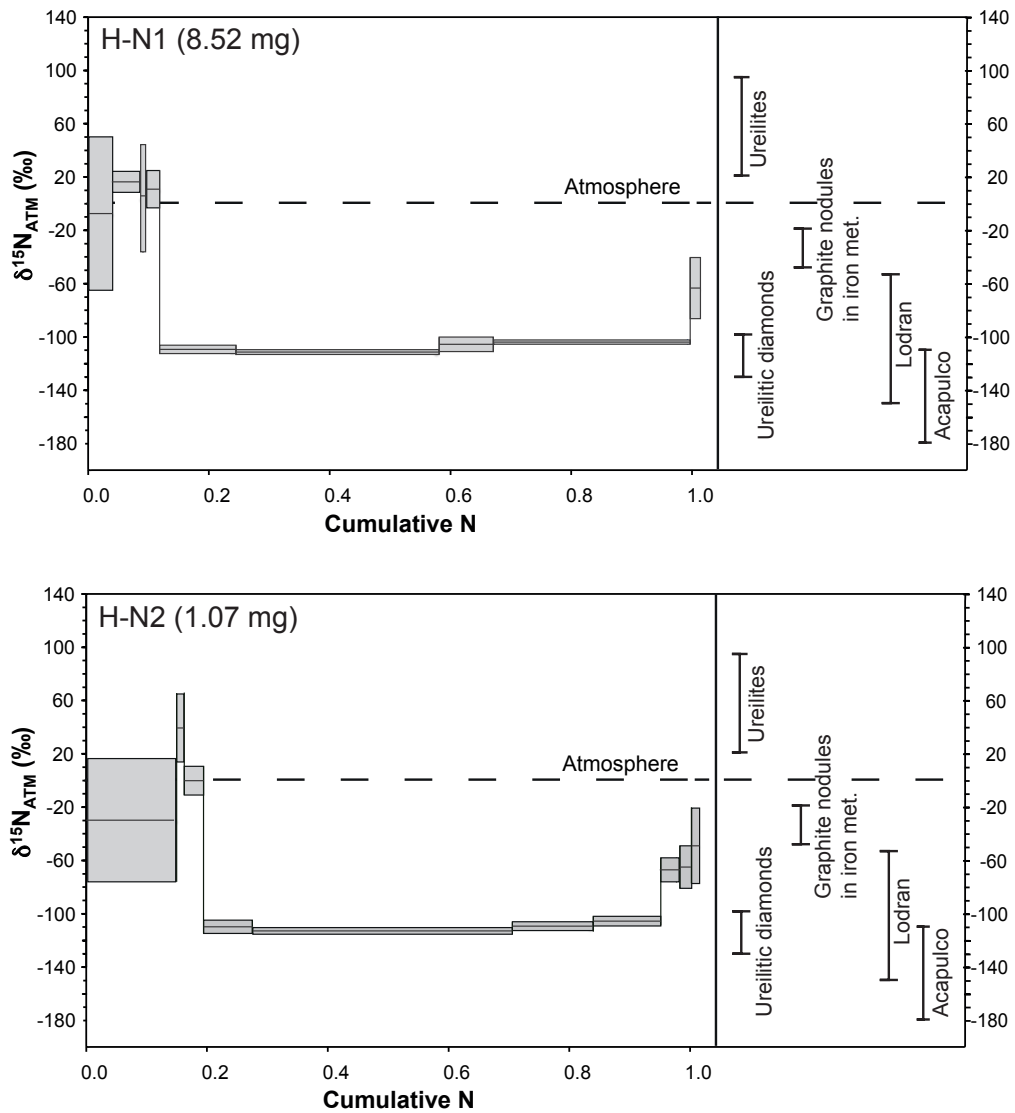 H-N1 (8.52 mg)
140
100
60
20
-20
-60
-100
-140
-180
δ15NATM (‰)
0.0
0.2
0.4
0.6
0.8
1.0
Cumulative N
Atmosphere
Ureilites
Ureilitic diamonds
Graphite nodules
in iron met.
Lodran
Acapulco
140
100
60
20
-20
-60
-100
-140
-180
H-N2 (1.07 mg)
140
100
60
20
-20
-60
-100
-140
-180
δ15NATM (‰)
0.0
0.2
0.4
0.6
0.8
1.0
Cumulative N
Atmosphere
Ureilites
Ureilitic diamonds
Graphite nodules
in iron met.
Lodran
Acapulco
140
100
60
20
-20
-60
-100
-140
-180